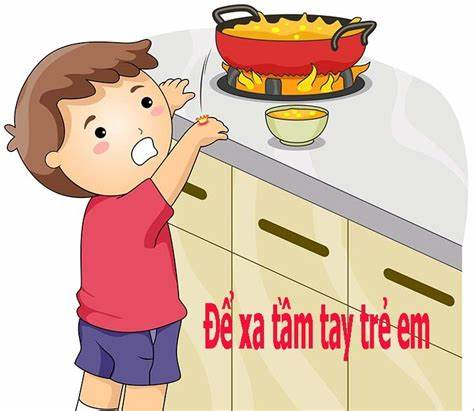 Để xa tầm tay trẻ em